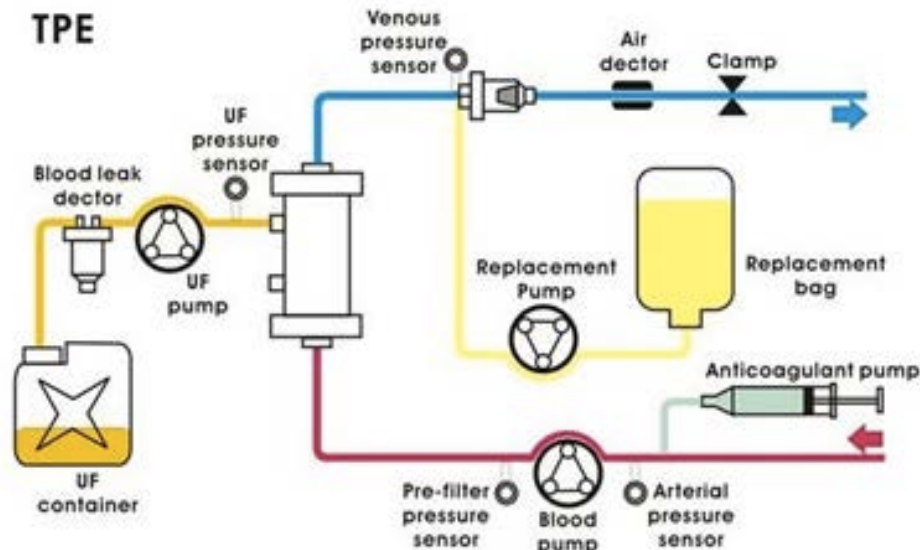 TPE
Venous
pressure
sensor
Air
dector
Clamp
UF
pressure
sensor
Blood leak
dector
UF
pump
Replacement
Pump
Replacement
bag
Anticoagulant pump
UF
container
Pre-filter
pressure
sensor
Blood
pump
Arterial
pressure
sensor